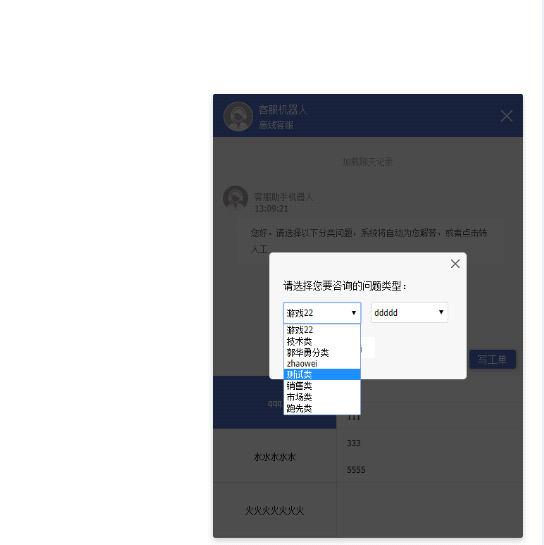 客服机器人
离线客服
加载聊天记录
客服助手机器人
13:09:21
您好，请选择以下分类问题，系统将自动为您解答，或需点击转
人工
请选择您要咨询的问题类型：
游戏22
ddddd
游戏22
技术类
郭华勇分类
zhaowei
测试类
销售类
市场类
跑先类
写工单
qqq
111
333
水水水水水
5555
火火火火火火火